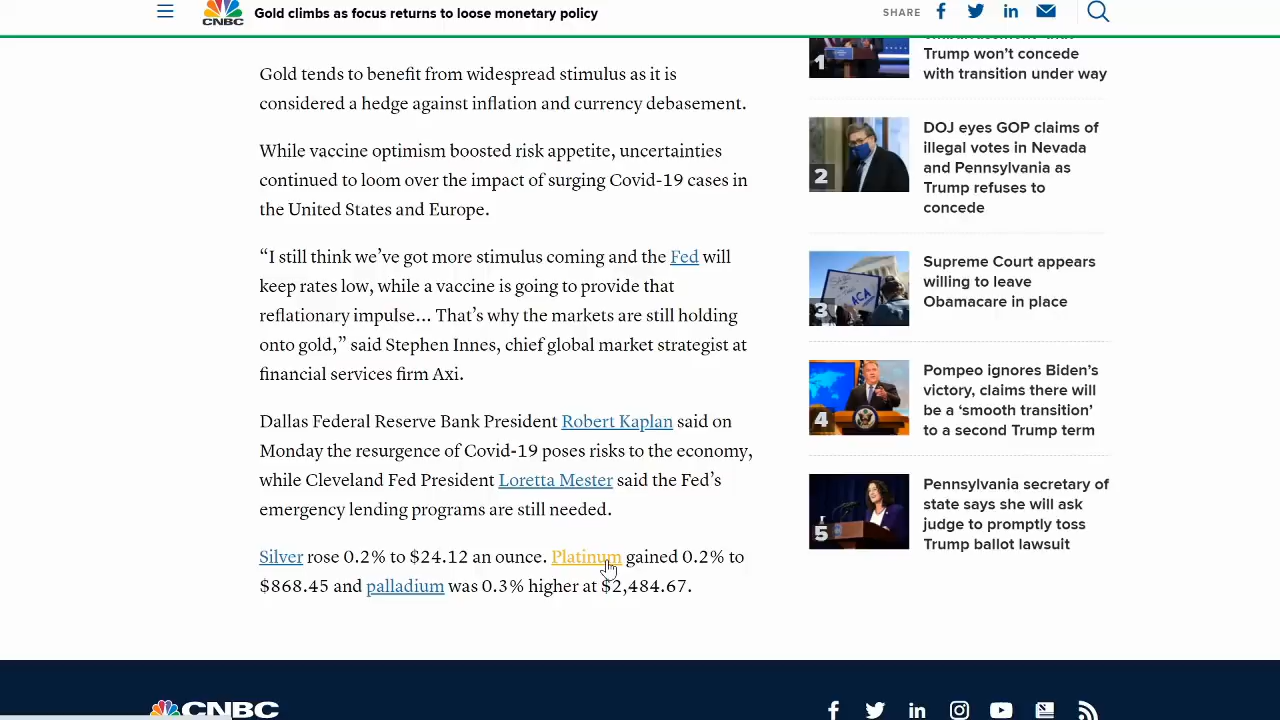 CNBC
Gold climbs as focus returns to loose monetary policy
SHARE
Gold tends to benefit from widespread stimulus as it is
considered a hedge against inflation and currency debasement.
While vaccine optimism boosted risk appetite, uncertainties
continued to loom over the impact of surging Covid-19 cases in
the United States and Europe.
“I still think we’ve got more stimulus coming and the Fed will
keep rates low, while a vaccine is going to provide that
reflationary impulse... That’s why the markets are still holding
onto gold,” said Stephen Innes, chief global market strategist at
financial services firm Axi.
Dallas Federal Reserve Bank President Robert Kaplan said on
Monday the resurgence of Covid-19 poses risks to the economy,
while Cleveland Fed President Loretta Mester said the Fed’s
emergency lending programs are still needed.
Silver rose 0.2% to $24.12 an ounce. Platinum gained 0.2% to
$868.45 and palladium was 0.3% higher at $2,484.67.
1
Trump won’t concede
with transition under way
2
DOJ eyes GOP claims of
illegal votes in Nevada
and Pennsylvania as
Trump refuses to
concede
3
ACA
Supreme Court appears
willing to leave
Obamacare in place
4
Pompeo ignores Biden’s
victory, claims there will
be a ‘smooth transition’
to a second Trump term
5
Pennsylvania secretary of
state says she will ask
judge to promptly toss
Trump ballot lawsuit
CNBC